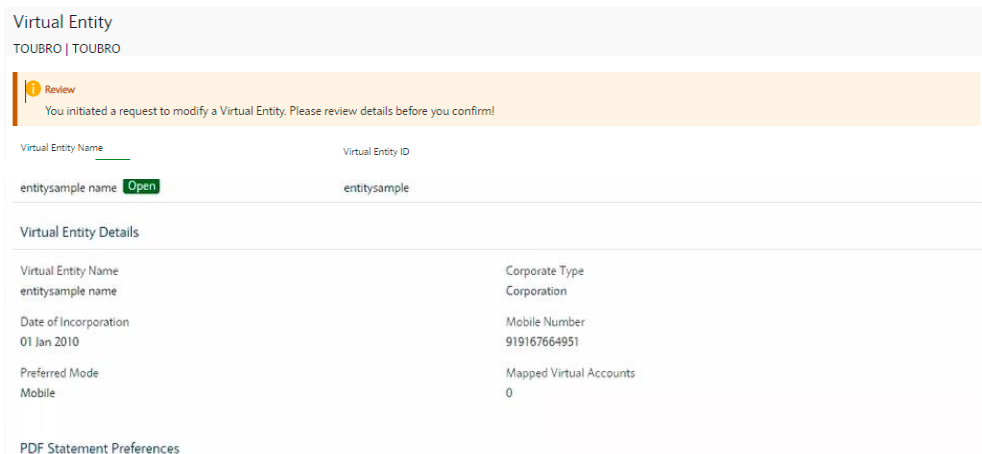 Virtual Entity
TOUBRO | TOUBRO
Review
You initiated a request to modify a Virtual Entity. Please review details before you confirm!
Virtual Entity Name Virtual Entity ID
entitysample name Open entitysample
Virtual Entity Details
Virtual Entity Name Corporate Type
entitysample name Corporation
Date of Incorporation Mobile Number
01 Jan 2010 919167664951
Preferred Mode Mapped Virtual Accounts
Mobile 0
PDF Statement Preferences